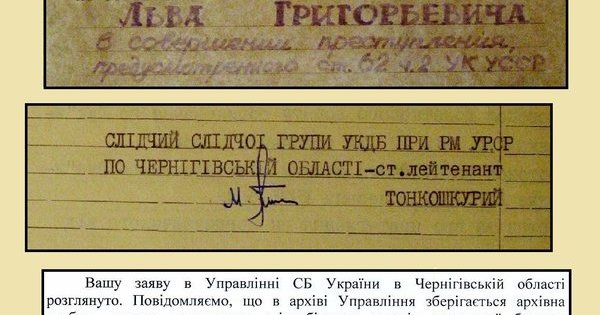 ЛЬВА ГРИГОРЬЕВИЧА
в совершении преступления,
предусмотренного ст. 62 ч.2 УК УССР
СЛІДЧИЙ СЛІДЧОЇ ГРУПИ УКДБ ПРИ РМ УРСР
ПО ЧЕРНІГІВСЬКІЙ ОБЛАСТІ-ст.лейтенант
ТОНКОШКУРИЙ
Вашу заяву в Управлінні СБ України в Чернігівській області
розглянуто. Повідомляємо, що в архіві Управління зберігається архівна